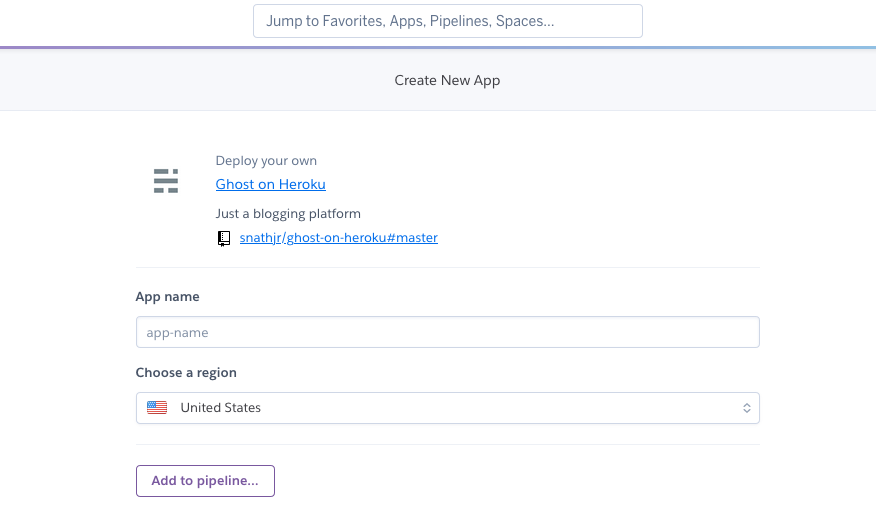 Jump to Favorites, Apps, Pipelines, Spaces...
Create New App
Deploy your own
Ghost on Heroku
Just a blogging platform
snathjr/ghost-on-heroku#master
App name
app-name
Choose a region
United States
Add to pipeline...